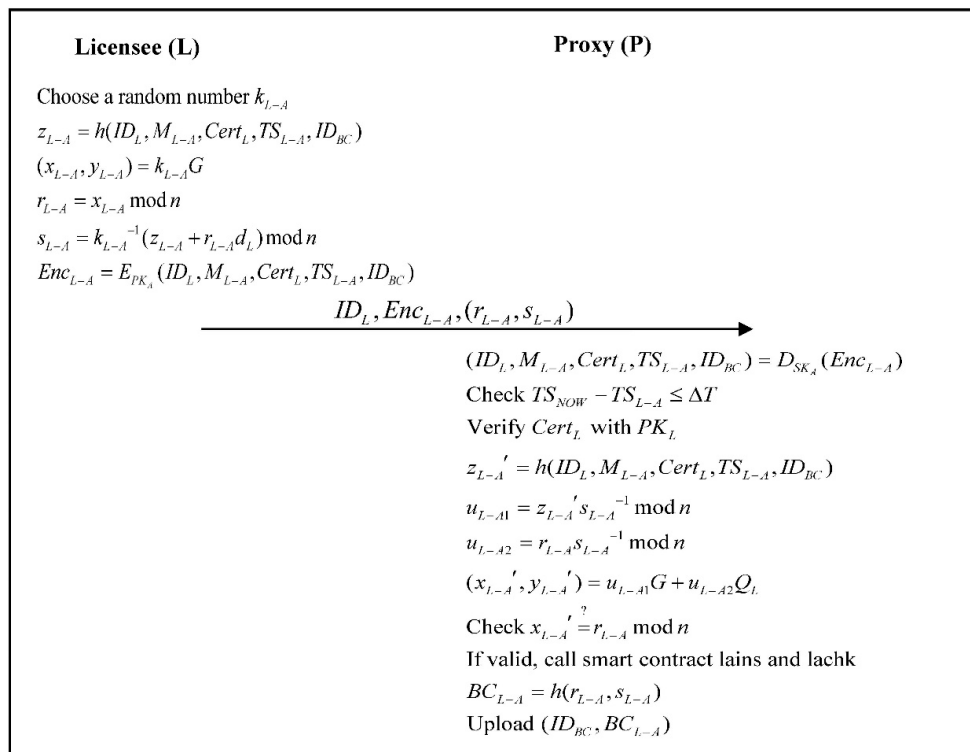 Licensee (L)
Proxy (P)
Choose a random number k_{L-A}
z_{L-A} = h(ID_L, M_{L-A}, Cert_L, TS_{L-A}, ID_{BC})
(x_{L-A}, y_{L-A}) = k_{L-A}G
r_{L-A} = x_{L-A} mod n
s_{L-A} = k_{L-A}^{-1}(z_{L-A} + r_{L-A}d_L) mod n
Enc_{L-A} = E_{PK_A}(ID_L, M_{L-A}, Cert_L, TS_{L-A}, ID_{BC})
ID_L, Enc_{L-A}, (r_{L-A}, s_{L-A})
(ID_L, M_{L-A}, Cert_L, TS_{L-A}, ID_{BC}) = D_{SK_A}(Enc_{L-A})
Check TS_{NOW} − TS_{L-A} ≤ ΔT
Verify Cert_L with PK_L
z_{L-A}' = h(ID_L, M_{L-A}, Cert_L, TS_{L-A}, ID_{BC})
u_{L-A1} = z_{L-A}' s_{L-A}^{-1} mod n
u_{L-A2} = r_{L-A} s_{L-A}^{-1} mod n
(x_{L-A}', y_{L-A}') = u_{L-A1}G + u_{L-A2}Q_L
Check x_{L-A}' =^? r_{L-A} mod n
If valid, call smart contract lains and lachk
BC_{L-A} = h(r_{L-A}, s_{L-A})
Upload (ID_{BC}, BC_{L-A})